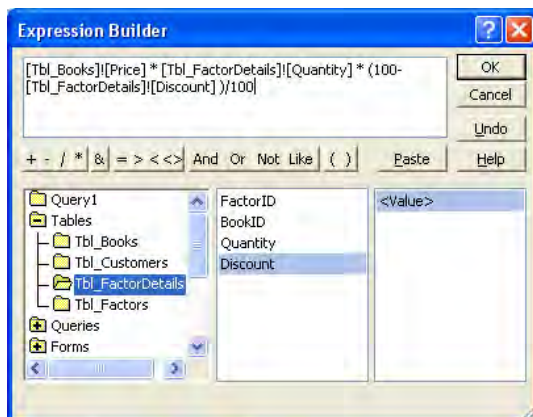 Expression Builder
[Tbl_Books]![Price] * [Tbl_FactorDetails]![Quantity] * (100-
[Tbl_FactorDetails]![Discount] )/100
OK
Cancel
Undo
+ - / * & = > < <> And Or Not Like ( ) Paste Help
Query1
Tables
Tbl_Books
Tbl_Customers
Tbl_FactorDetails
Tbl_Factors
Queries
Forms
FactorID
BookID
Quantity
Discount
<Value>